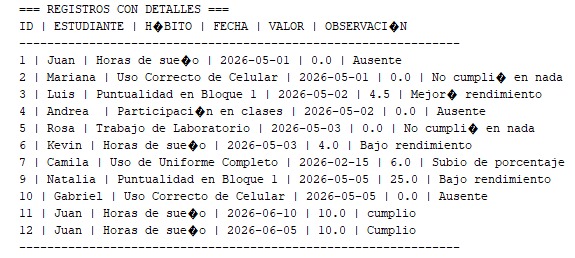 === REGISTROS CON DETALLES ===
ID | ESTUDIANTE | H�BITO | FECHA | VALOR | OBSERVACI�N
---------------------------------------------------------------
1 | Juan | Horas de sue�o | 2026-05-01 | 0.0 | Ausente
2 | Mariana | Uso Correcto de Celular | 2026-05-01 | 0.0 | No cumpli� en nada
3 | Luis | Puntualidad en Bloque 1 | 2026-05-02 | 4.5 | Mejor� rendimiento
4 | Andrea  | Participaci�n en clases | 2026-05-02 | 0.0 | Ausente
5 | Rosa | Trabajo de Laboratorio | 2026-05-03 | 0.0 | No cumpli� en nada
6 | Kevin | Horas de sue�o | 2026-05-03 | 4.0 | Bajo rendimiento
7 | Camila | Uso de Uniforme Completo | 2026-02-15 | 6.0 | Subio de porcentaje
9 | Natalia | Puntualidad en Bloque 1 | 2026-05-05 | 25.0 | Bajo rendimiento
10 | Gabriel | Uso Correcto de Celular | 2026-05-05 | 0.0 | Ausente
11 | Juan | Horas de sue�o | 2026-06-10 | 10.0 | cumplio
12 | Juan | Horas de sue�o | 2026-06-05 | 10.0 | Cumplio
---------------------------------------------------------------